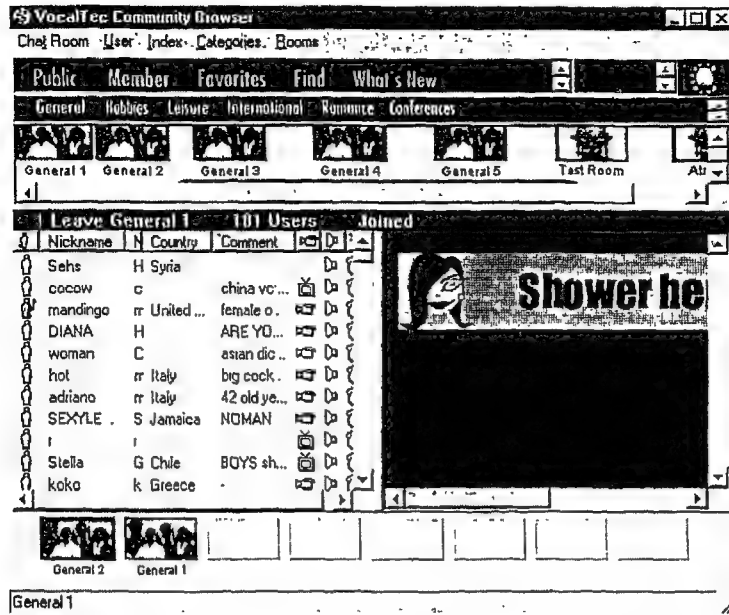 VocalTec Community Browser
Chat Room User Index Categories Rooms
Public Member Favorites Find What's New
General Hobbies Leisure International Romance Conferences
General 1 General 2 General 3 General 4 General 5 Test Room
Leave General 1 101 Users Joined
Nickname N Country Comment
Sehs H Syria
cocow c china vo'...
mandingo rr United ... female o .
DIANA H ARE YO...
woman C asian dic ..
hot rr Italy big cock .
adriano rr Italy 42 old ye...
SEXYLE . S Jamaica NOMAN
r r
Stella G Chile BOYS sh...
koko k Greece -
Shower he
General 2 General 1
General 1